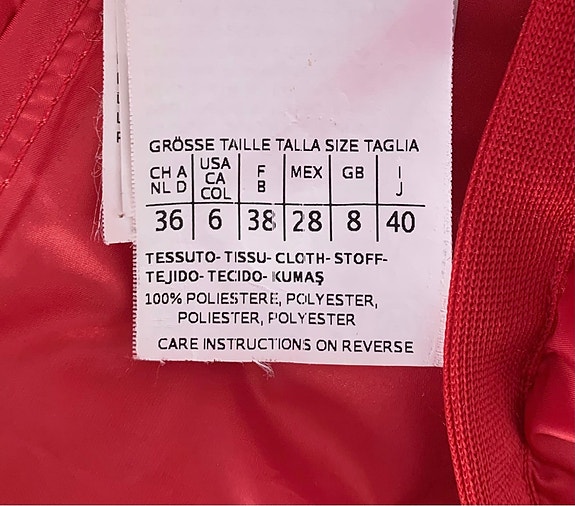 GRÖSSE TAILLE TALLA SIZE TAGLIA
CH A NL D USA CA COL F B MEX GB I J
36 6 38 28 8 40
TESSUTO- TISSU- CLOTH- STOFF-
TEJIDO- TECIDO- KUMAŞ
100% POLIESTERE, POLYESTER,
POLIESTER, POLYESTER
CARE INSTRUCTIONS ON REVERSE